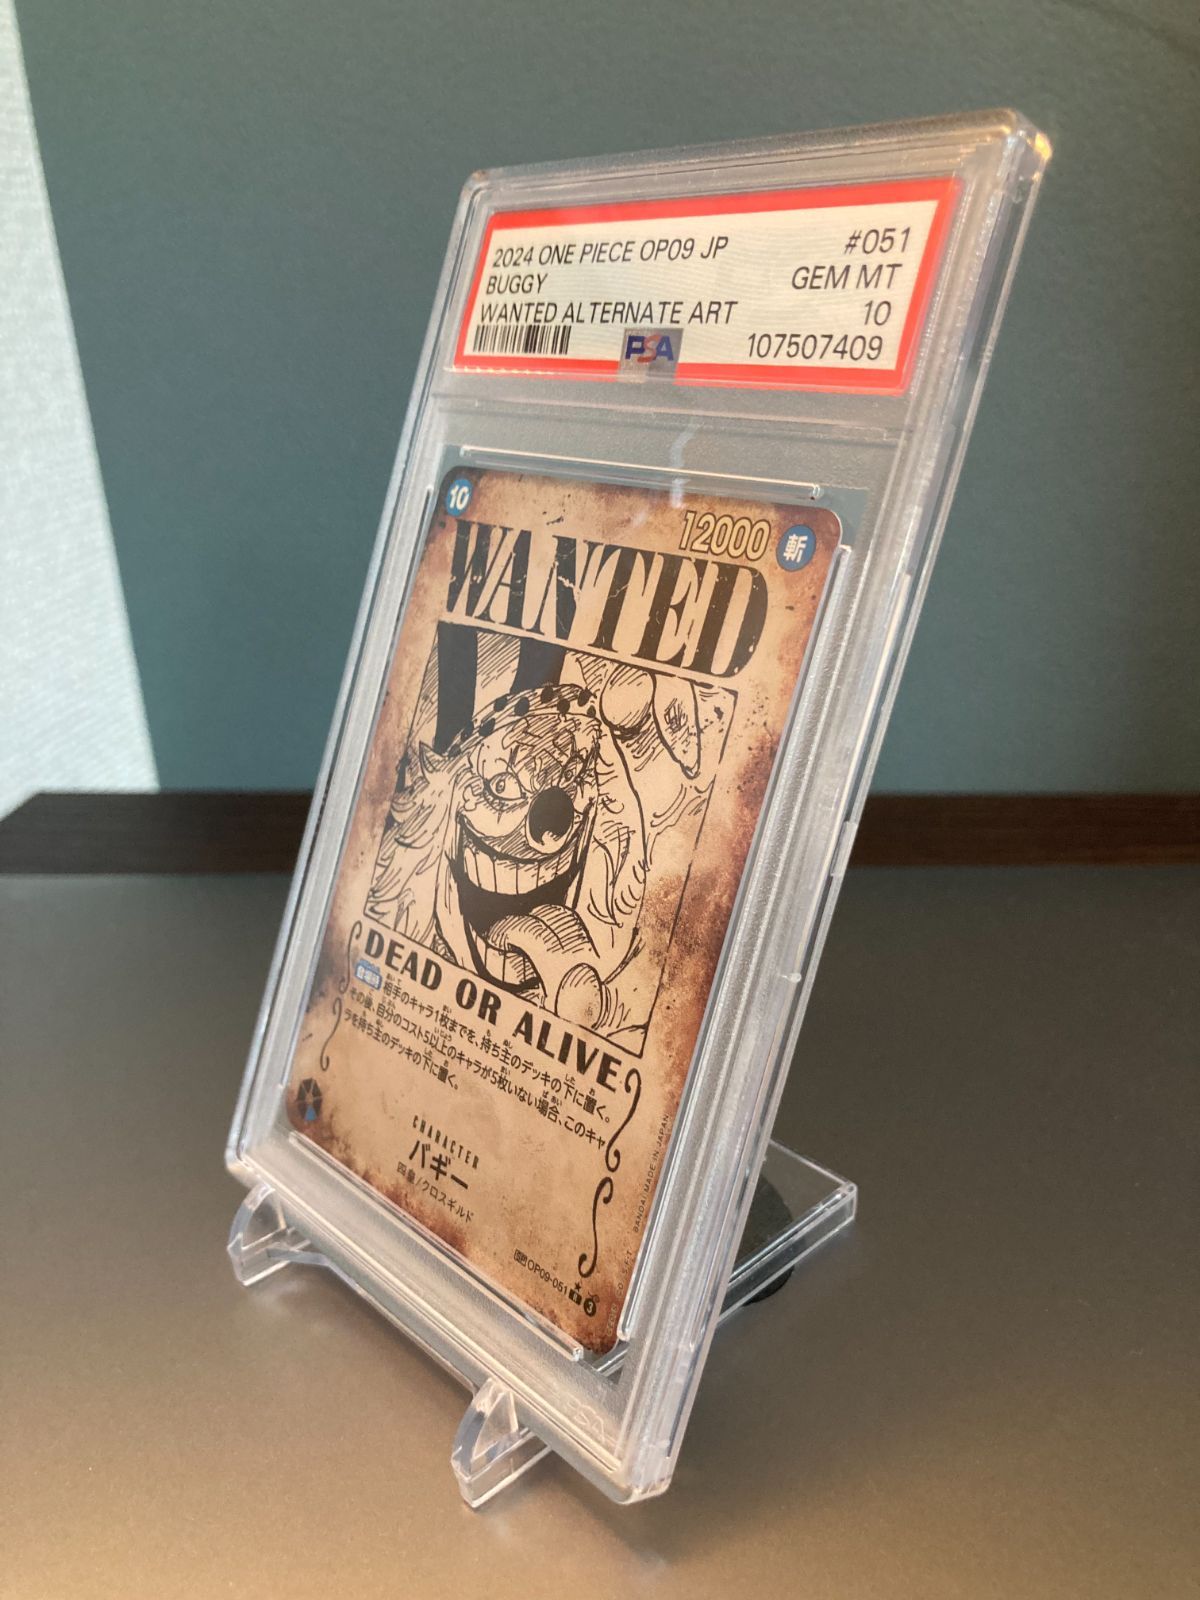 2024 ONE PIECE OP09 JP #051
BUGGY GEM MT
WANTED ALTERNATE ART 10
PSA 107507409
10 12000 斬
WANTED
DEAD OR ALIVE
登場時 相手のキャラ1枚までを、持ち主のデッキの下に置く。
その後、自分のコスト5以上のキャラが5枚いない場合、このキャ
ラを持ち主のデッキの下に置く。
CHARACTER
バギー
四皇/クロスギルド
OP09-051 R 3
BANDAI MADE IN JAPAN